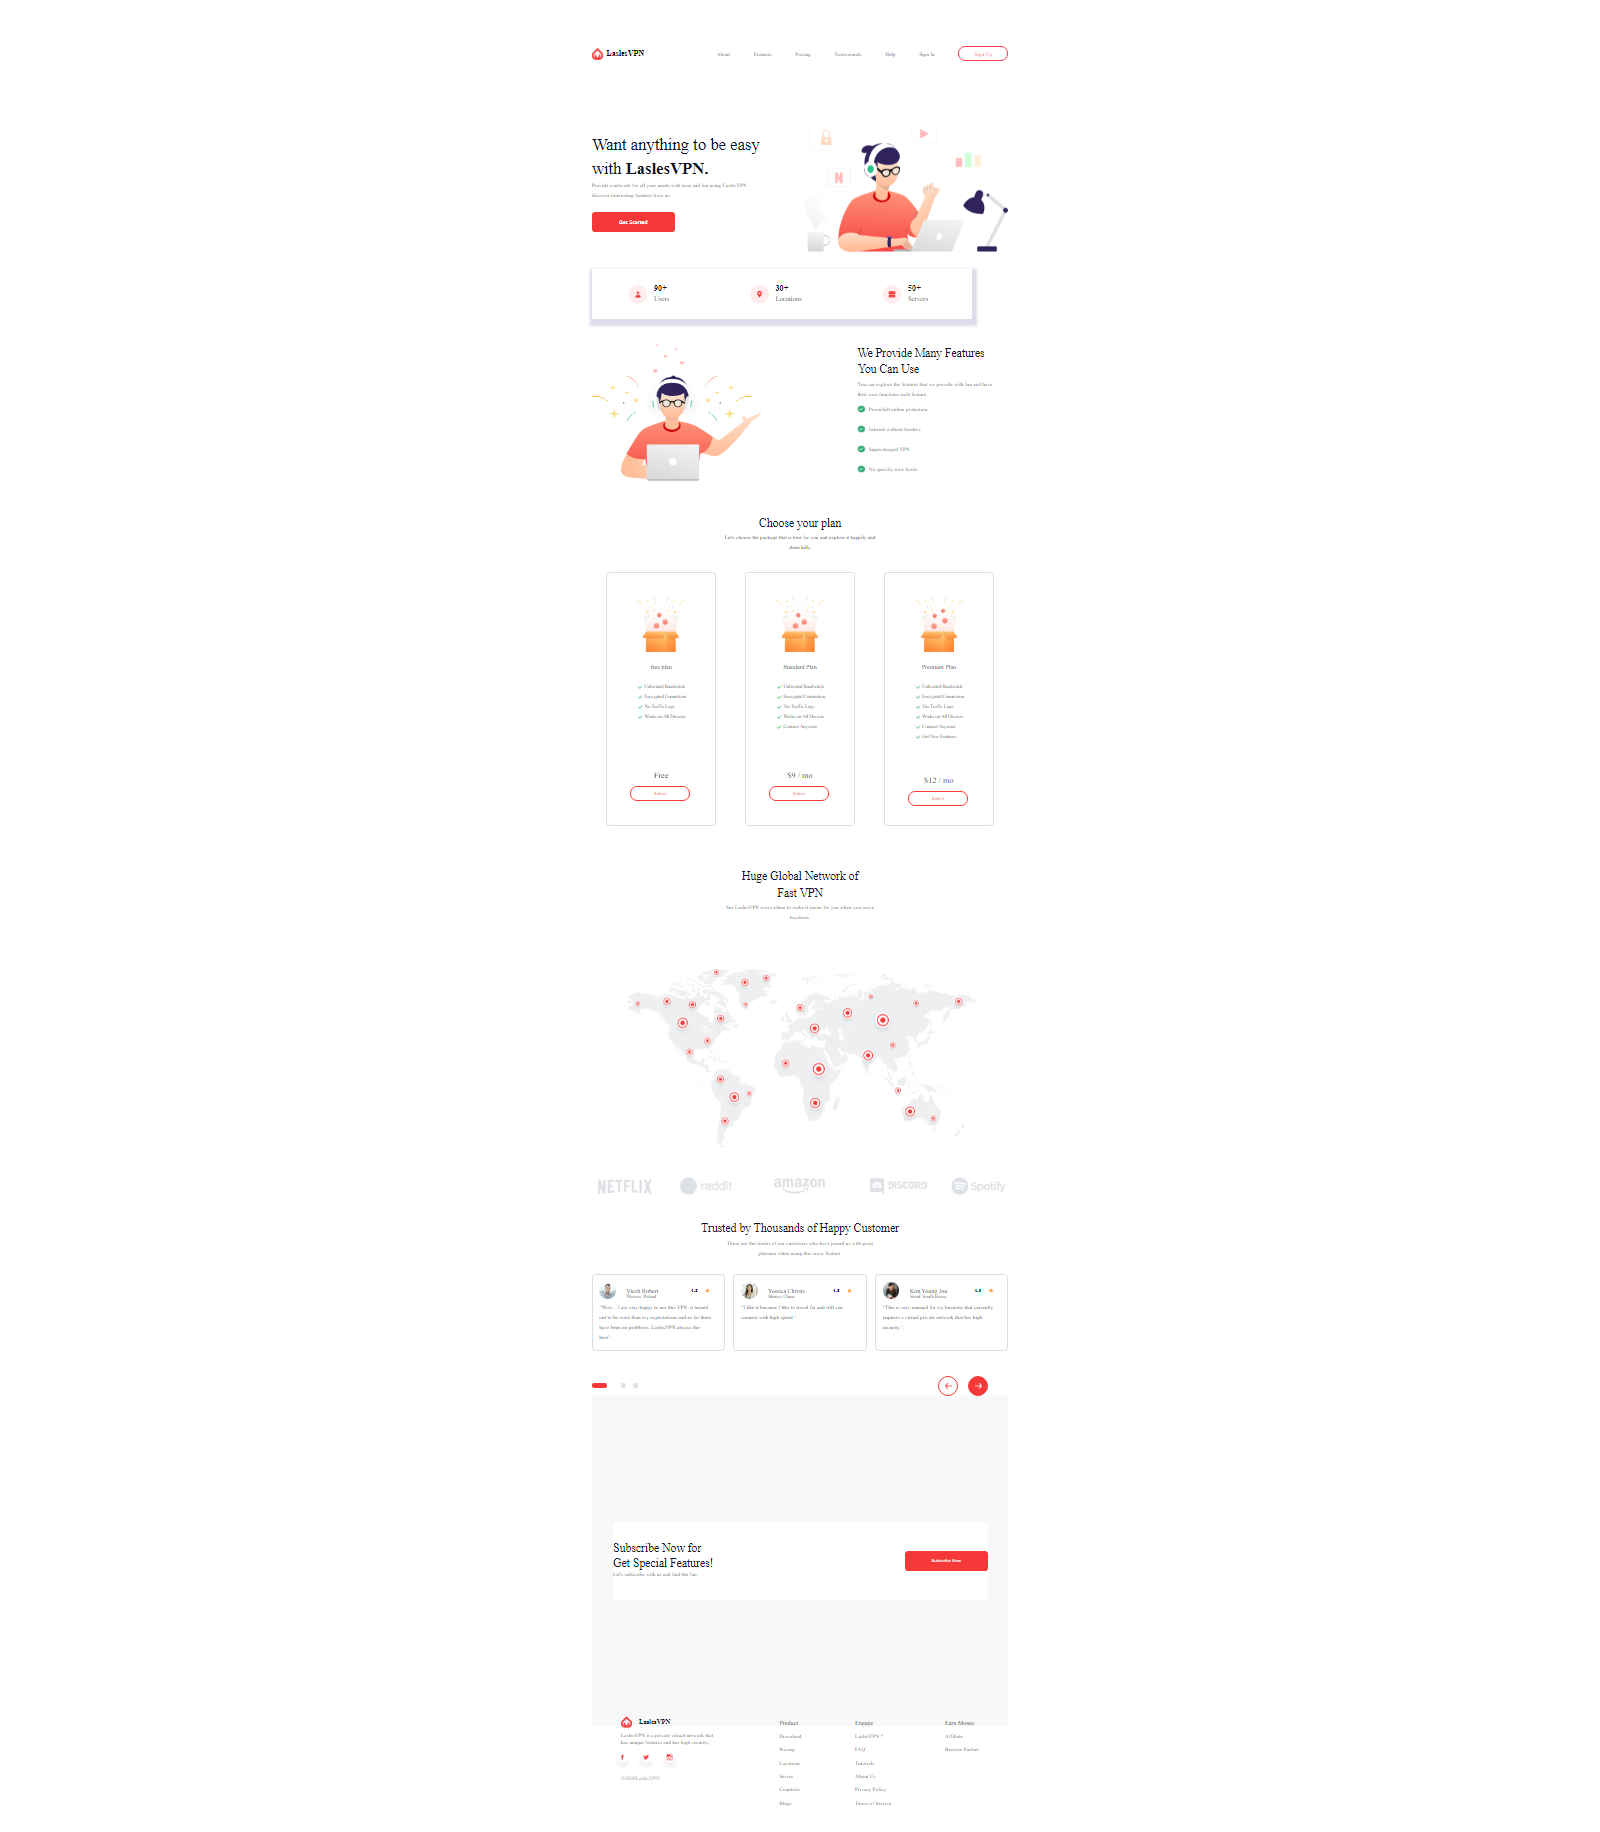 LaslesVPN
About Features Pricing Testimonials Help Sign In Sign Up
Want anything to be easy
with LaslesVPN.
Provide a network for all your needs with ease and fun using LaslesVPN
discover interesting features from us.
Get Started
90+
Users
30+
Locations
50+
Servers
We Provide Many Features
You Can Use
You can explore the features that we provide with fun and have
their own functions each feature.
Powerfull online protection.
Internet without borders.
Supercharged VPN
No specific time limits.
Choose your plan
Let's choose the package that is best for you and explore it happily and
cheerfully.
free plan
Unlimited Bandwitch
Encrypted Connection
No Traffic Logs
Works on All Devices
Free
Select
Standard Plan
Unlimited Bandwitch
Encrypted Connection
Yes Traffic Logs
Works on All Devices
Connect Anyware
$9 / mo
Select
Premium Plan
Unlimited Bandwitch
Encrypted Connection
Yes Traffic Logs
Works on All Devices
Connect Anyware
Get New Features
$12 / mo
Select
Huge Global Network of
Fast VPN
See LaslesVPN everywhere to make it easier for you when you move
locations.
NETFLIX reddit amazon DISCORD Spotify
Trusted by Thousands of Happy Customer
These are the stories of our customers who have joined us with great
pleasure when using this crazy feature.
Viezh Robert
Warsaw, Poland
“Wow... I am very happy to use this VPN, it turned
out to be more than my expectations and so far there
have been no problems. LaslesVPN always the
best”.
Yessica Christy
Shanxi, China
“I like it because I like to travel far and still can
connect with high speed.”.
Kim Young Jou
Seoul, South Korea
“This is very unusual for my business that currently
requires a virtual private network that has high
security.”.
Subscribe Now for
Get Special Features!
Let's subscribe with us and find the fun.
Subscribe Now
LaslesVPN
LaslesVPN is a private virtual network that
has unique features and has high security.
©2020LaslesVPN
Product
Download
Pricing
Locations
Server
Countries
Blogs
Engage
LaslesVPN ?
FAQ
Tutorials
About Us
Privacy Policy
Terms of Service
Earn Money
Affiliate
Become Partner